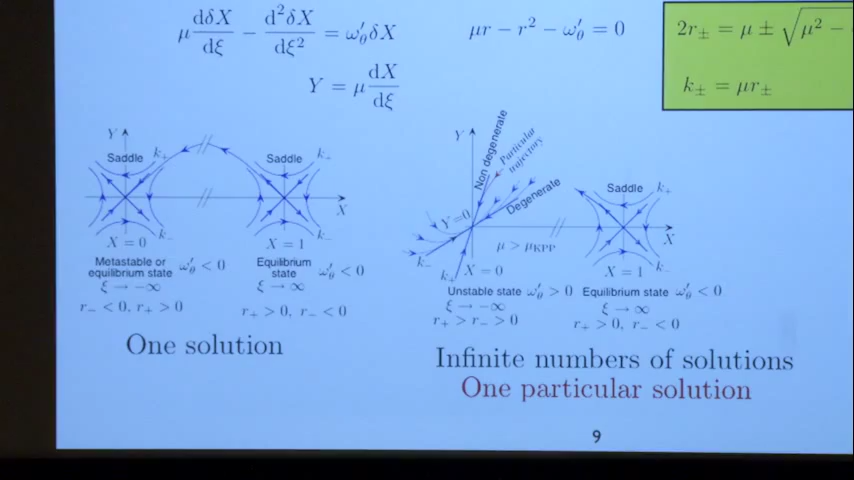 μ dδX/dξ − d²δX/dξ² = ω′_θ δX
μr − r² − ω′_θ = 0
2r± = μ ± √μ² −
k± = μr±
Y = μ dX/dξ
Y
Saddle
k₊
Saddle
k₊
X
k₋
k₋
X = 0
X = 1
Metastable or
equilibrium state
ω′_θ < 0
ξ → −∞
r₋ < 0, r₊ > 0
Equilibrium
state
ω′_θ < 0
ξ → ∞
r₊ > 0, r₋ < 0
One solution
Y
Non degenerate
Particular
trajectory
Degenerate
Y=0
μ > μKPP
k₋
k₊
X = 0
Saddle
k₊
X
k₋
X = 1
Unstable state ω′_θ > 0
ξ → −∞
r₊ > r₋ > 0
Equilibrium state ω′_θ < 0
ξ → ∞
r₊ > 0, r₋ < 0
Infinite numbers of solutions
One particular solution
9